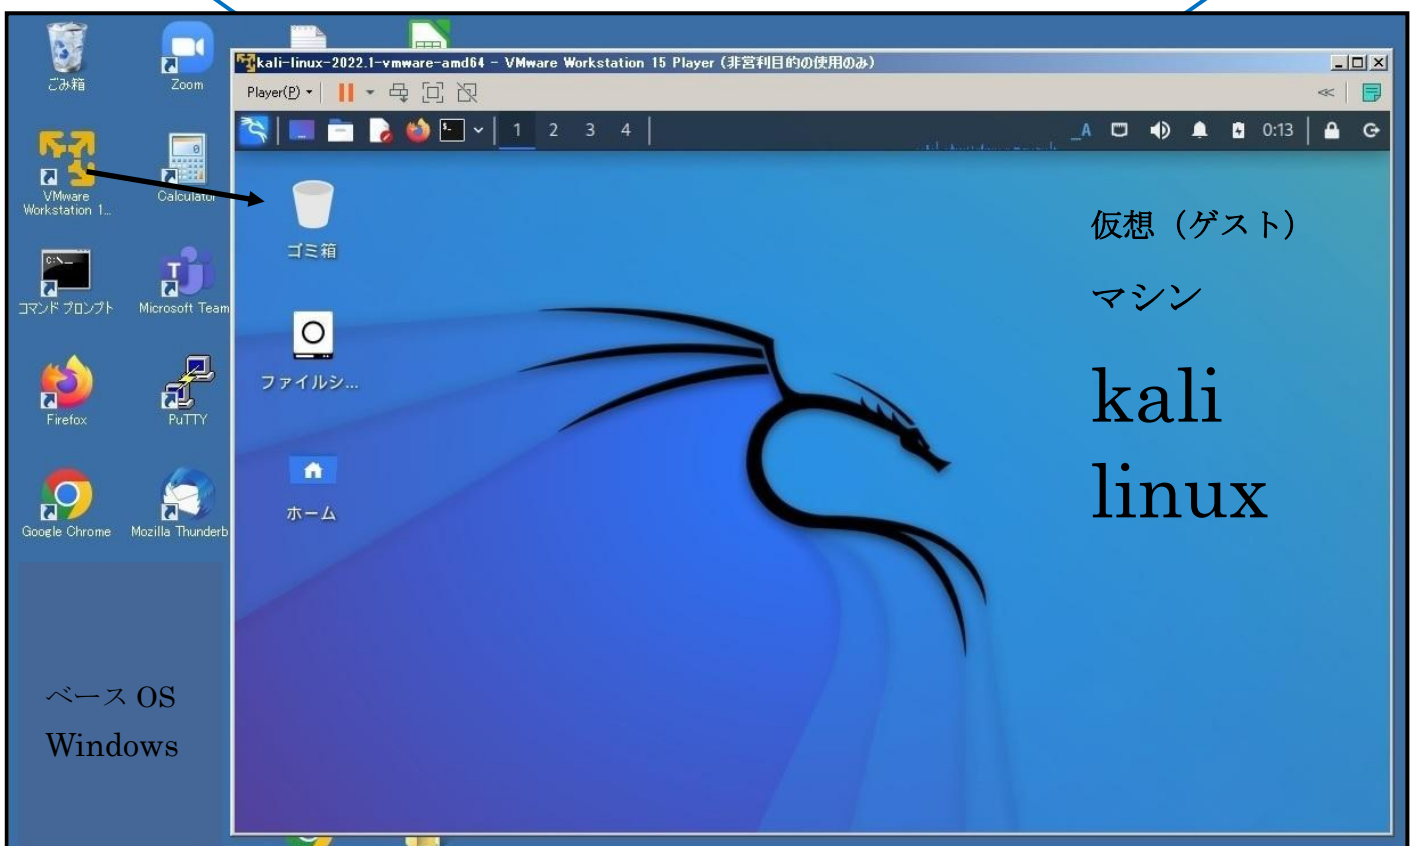 ごみ箱
Zoom
VMware
Workstation 1...
Calculator
コマンド プロンプト
Microsoft Team
Firefox
PuTTY
Google Chrome
Mozilla Thunderb
ベース OS
Windows
kali-linux-2022.1-vmware-amd64 - VMware Workstation 15 Player (非営利目的の使用のみ)
Player(P)
1 2 3 4
_A 0:13
ゴミ箱
ファイルシ...
ホーム
仮想（ゲスト）
マシン
kali
linux